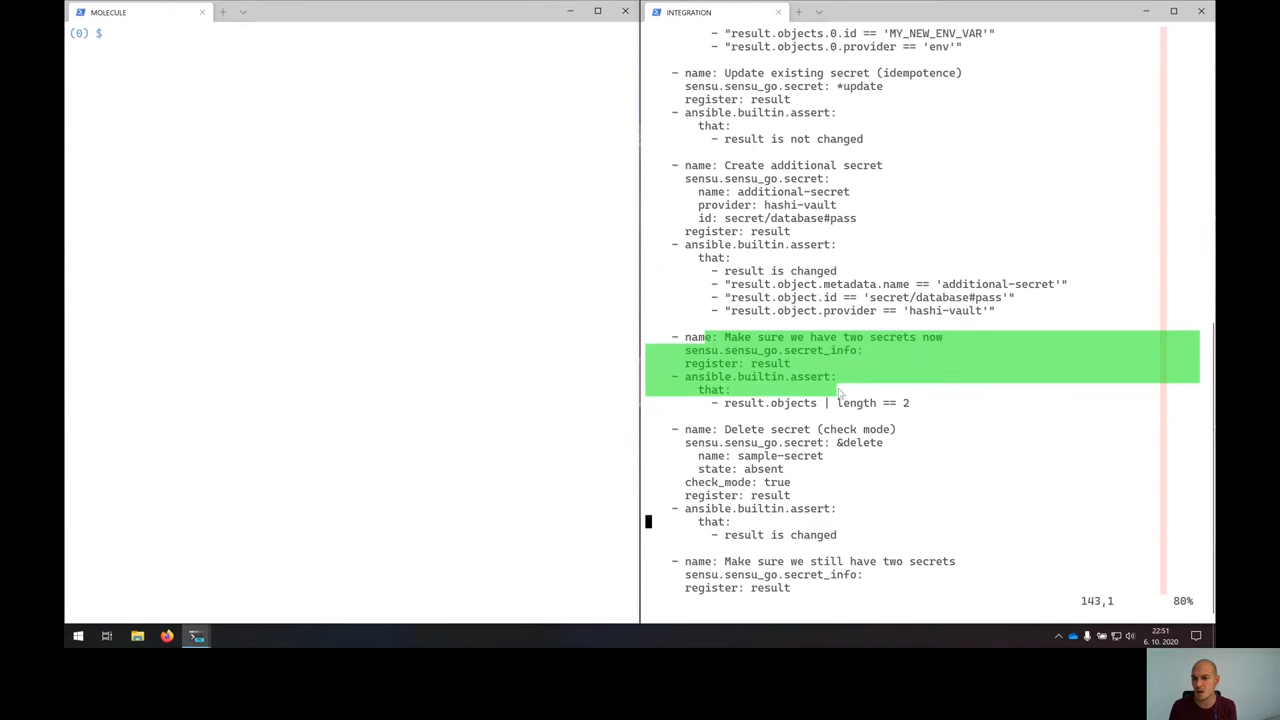 MOLECULE
(0) $
INTEGRATION
- "result.objects.0.id == 'MY_NEW_ENV_VAR'"
- "result.objects.0.provider == 'env'"
- name: Update existing secret (idempotence)
sensu.sensu_go.secret: *update
register: result
- ansible.builtin.assert:
that:
- result is not changed
- name: Create additional secret
sensu.sensu_go.secret:
name: additional-secret
provider: hashi-vault
id: secret/database#pass
register: result
- ansible.builtin.assert:
that:
- result is changed
- "result.object.metadata.name == 'additional-secret'"
- "result.object.id == 'secret/database#pass'"
- "result.object.provider == 'hashi-vault'"
- name: Make sure we have two secrets now
sensu.sensu_go.secret_info:
register: result
- ansible.builtin.assert:
that:
- result.objects | length == 2
- name: Delete secret (check mode)
sensu.sensu_go.secret: &delete
name: sample-secret
state: absent
check_mode: true
register: result
- ansible.builtin.assert:
that:
- result is changed
- name: Make sure we still have two secrets
sensu.sensu_go.secret_info:
register: result
143,1 80%
22:51
6. 10. 2020